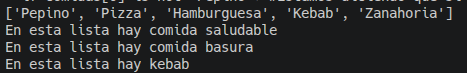 ['Pepino', 'Pizza', 'Hamburguesa', 'Kebab', 'Zanahoria']
En esta lista hay comida saludable
En esta lista hay comida basura
En esta lista hay kebab